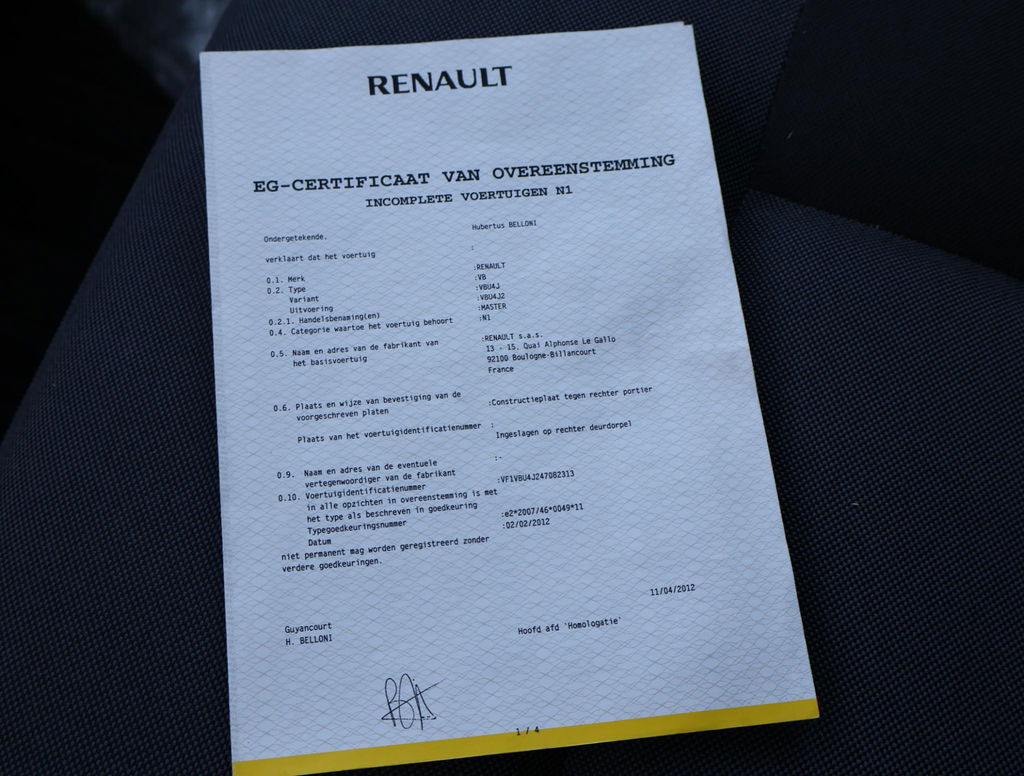 RENAULT
EG-CERTIFICAAT VAN OVEREENSTEMMING
INCOMPLETE VOERTUIGEN N1
Ondergetekende. Hubertus BELLONI
verklaart dat het voertuig :
0.1. Merk :RENAULT
0.2. Type :VB
Variant :VBU4J
Uitvoering :VBU4J2
0.2.1. Handelsbenaming(en) :MASTER
0.4. Categorie waartoe het voertuig behoort :N1
0.5. Naam en adres van de fabrikant van :RENAULT s.a.s.
het basisvoertuig 13 - 15, Quai Alphonse Le Gallo
92100 Boulogne-Billancourt
France
0.6. Plaats en wijze van bevestiging van de :Constructieplaat tegen rechter portier
voorgeschreven platen
Plaats van het voertuigidentificatienummer :
Ingeslagen op rechter deurdorpel
0.9. Naam en adres van de eventuele :-
vertegenwoordiger van de fabrikant
0.10. Voertuigidentificatienummer :VF1VBU4J247082313
in alle opzichten in overeenstemming is met
het type als beschreven in goedkeuring
Typegoedkeuringsnummer :e2*2007/46*0049*11
Datum :02/02/2012
niet permanent mag worden geregistreerd zonder
verdere goedkeuringen.
11/04/2012
Guyancourt
H. BELLONI Hoofd afd 'Homologatie'
1 / 4